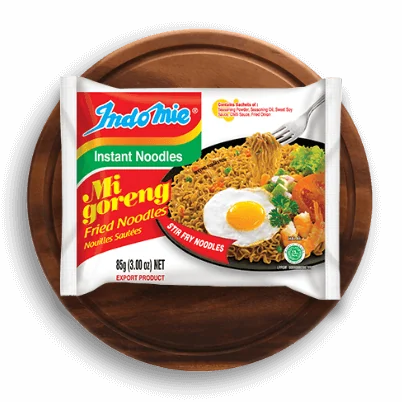 Indomie®
Contains Sachets of :
Seasoning Powder, Seasoning Oil, Sweet Soy
Sauce, Chili Sauce, Fried Onion
Instant Noodles
Mi
goreng
Fried Noodles
Nouilles Sautées
STIR FRY NOODLES
85g (3.00 oz) NET
EXPORT PRODUCT